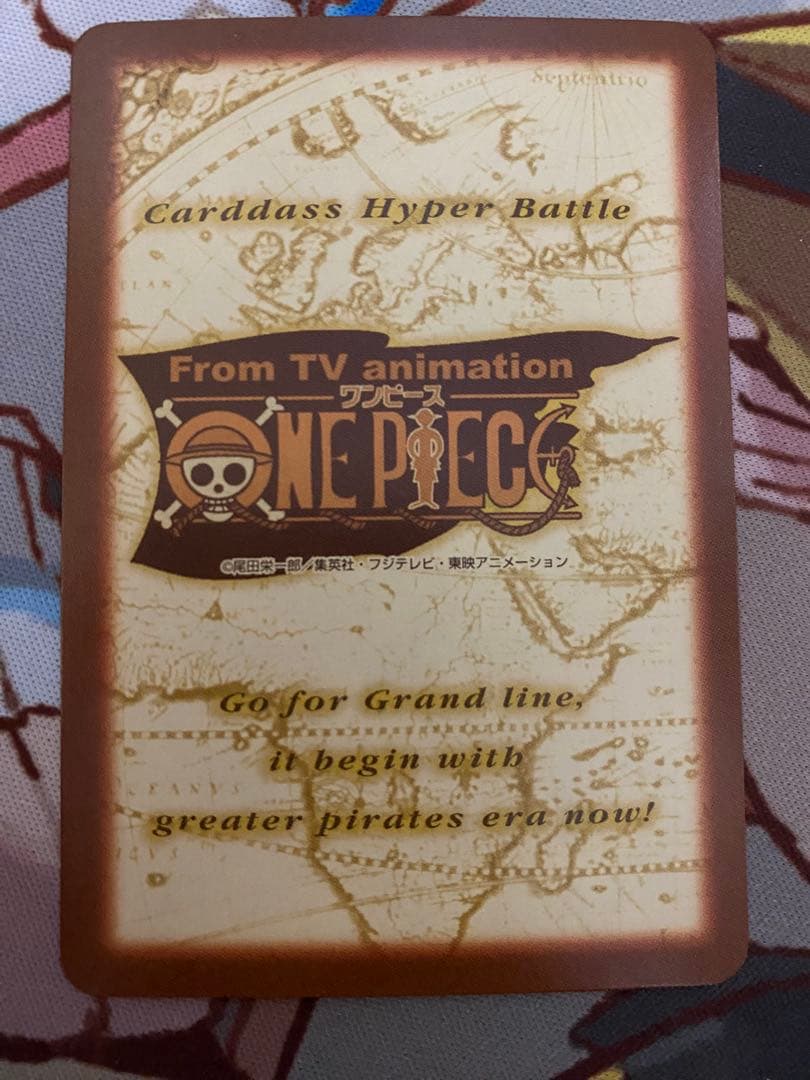 Septentrio
Carddass Hyper Battle
From TV animation
ワンピース
ONE PIECE
©尾田栄一郎/集英社・フジテレビ・東映アニメーション
Go for Grand line,
it begin with
greater pirates era now!